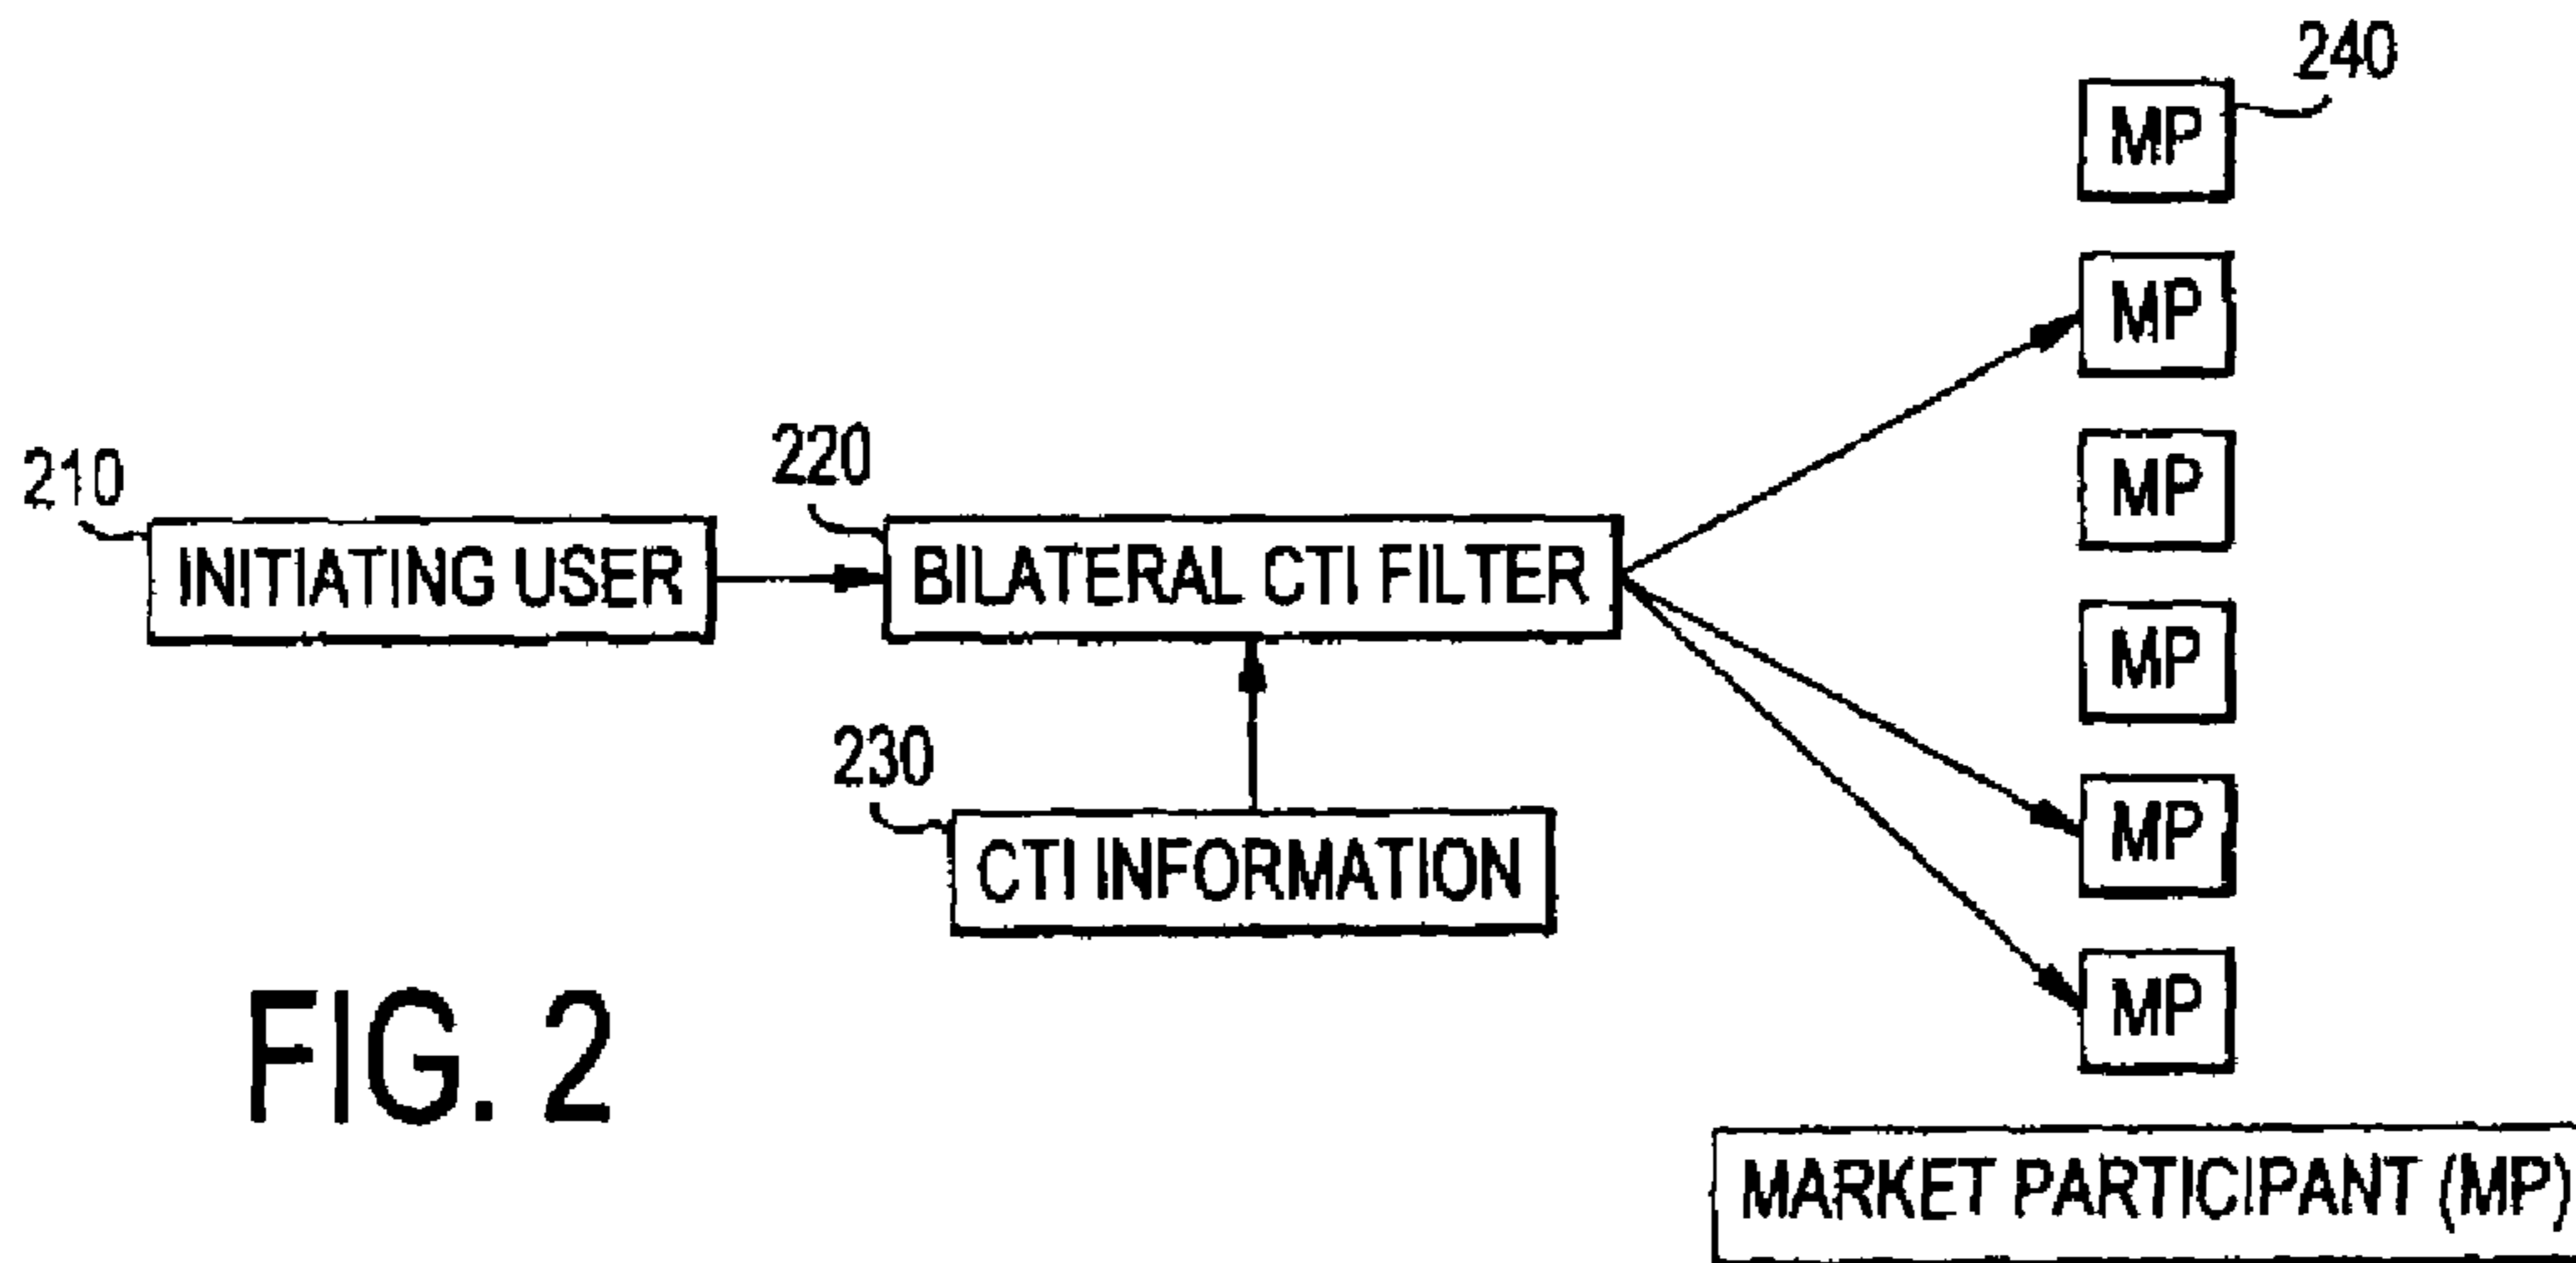 240
MP
MP
210
220
MP
INITIATING USER
BILATERAL CTI FILTER
MP
230
CTI INFORMATION
MP
MP
FIG. 2
MARKET PARTICIPANT (MP)